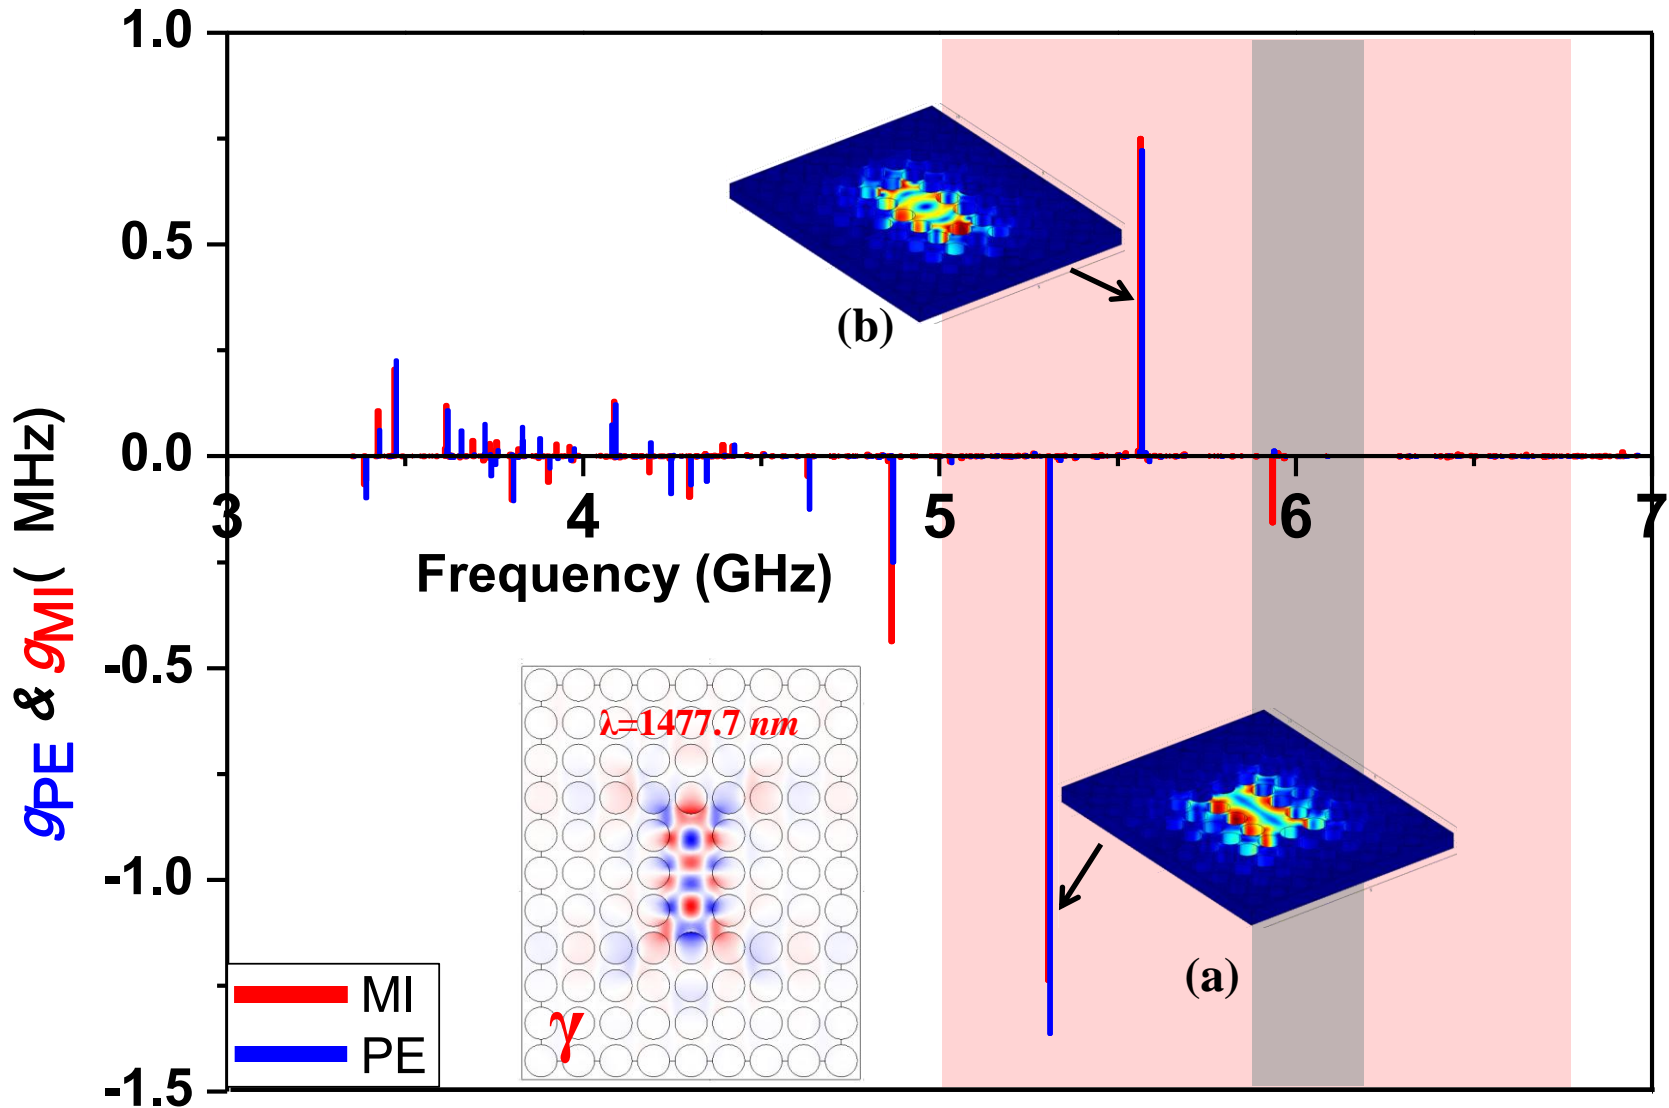 1.0
0.5
0.0
-0.5
-1.0
-1.5
gPE & gMI( MHz)
3 4 5 6 7
Frequency (GHz)
(b)
(a)
λ=1477.7 nm
γ
MI
PE